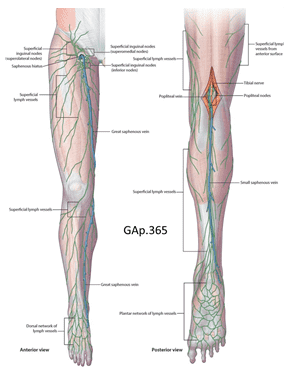 Superficial
inguinal nodes
(superolateral nodes)
Saphenous hiatus
Superficial
lymph vessels
Superficial inguinal nodes
(superomedial nodes)
Superficial inguinal nodes
(inferior nodes)
Great saphenous vein
Superficial lymph vessels
Great saphenous vein
Dorsal network of
lymph vessels
Anterior view
GAp.365
Superficial lymph vessels
Popliteal vein
Superficial lymph
vessels from
anterior surface
Tibial nerve
Popliteal nodes
Superficial lymph vessels
Small saphenous vein
Plantar network of lymph vessels
Posterior view